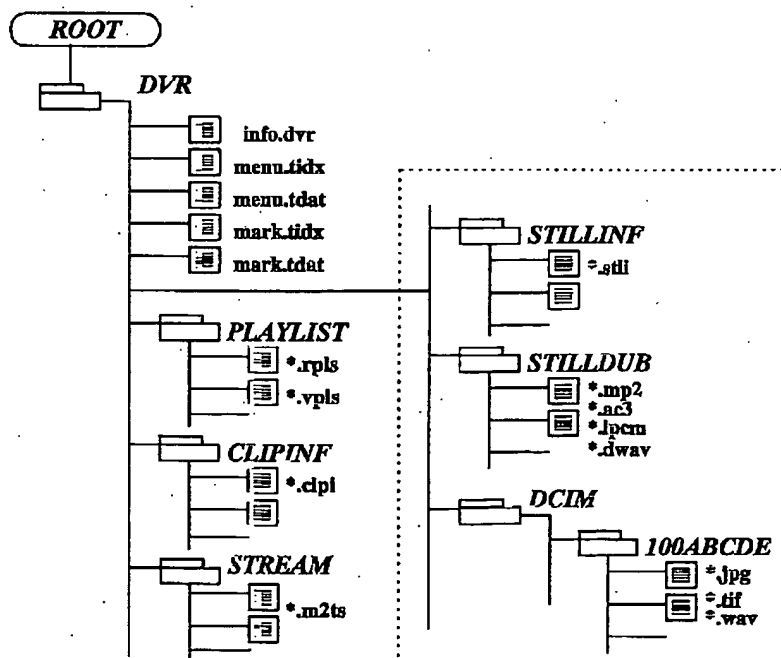 ROOT
DVR
info.dvr
menu.tidx
menu.tdat
mark.tidx
mark.tdat
PLAYLIST
*.rpls
*.vpls
CLIPINF
*.clpi
STREAM
*.m2ts
STILLINF
*.stli
STILLDUB
*.mp2
*.ac3
*.lpcm
*.dwav
DCIM
100ABCDE
*.jpg
*.tif
*.wav